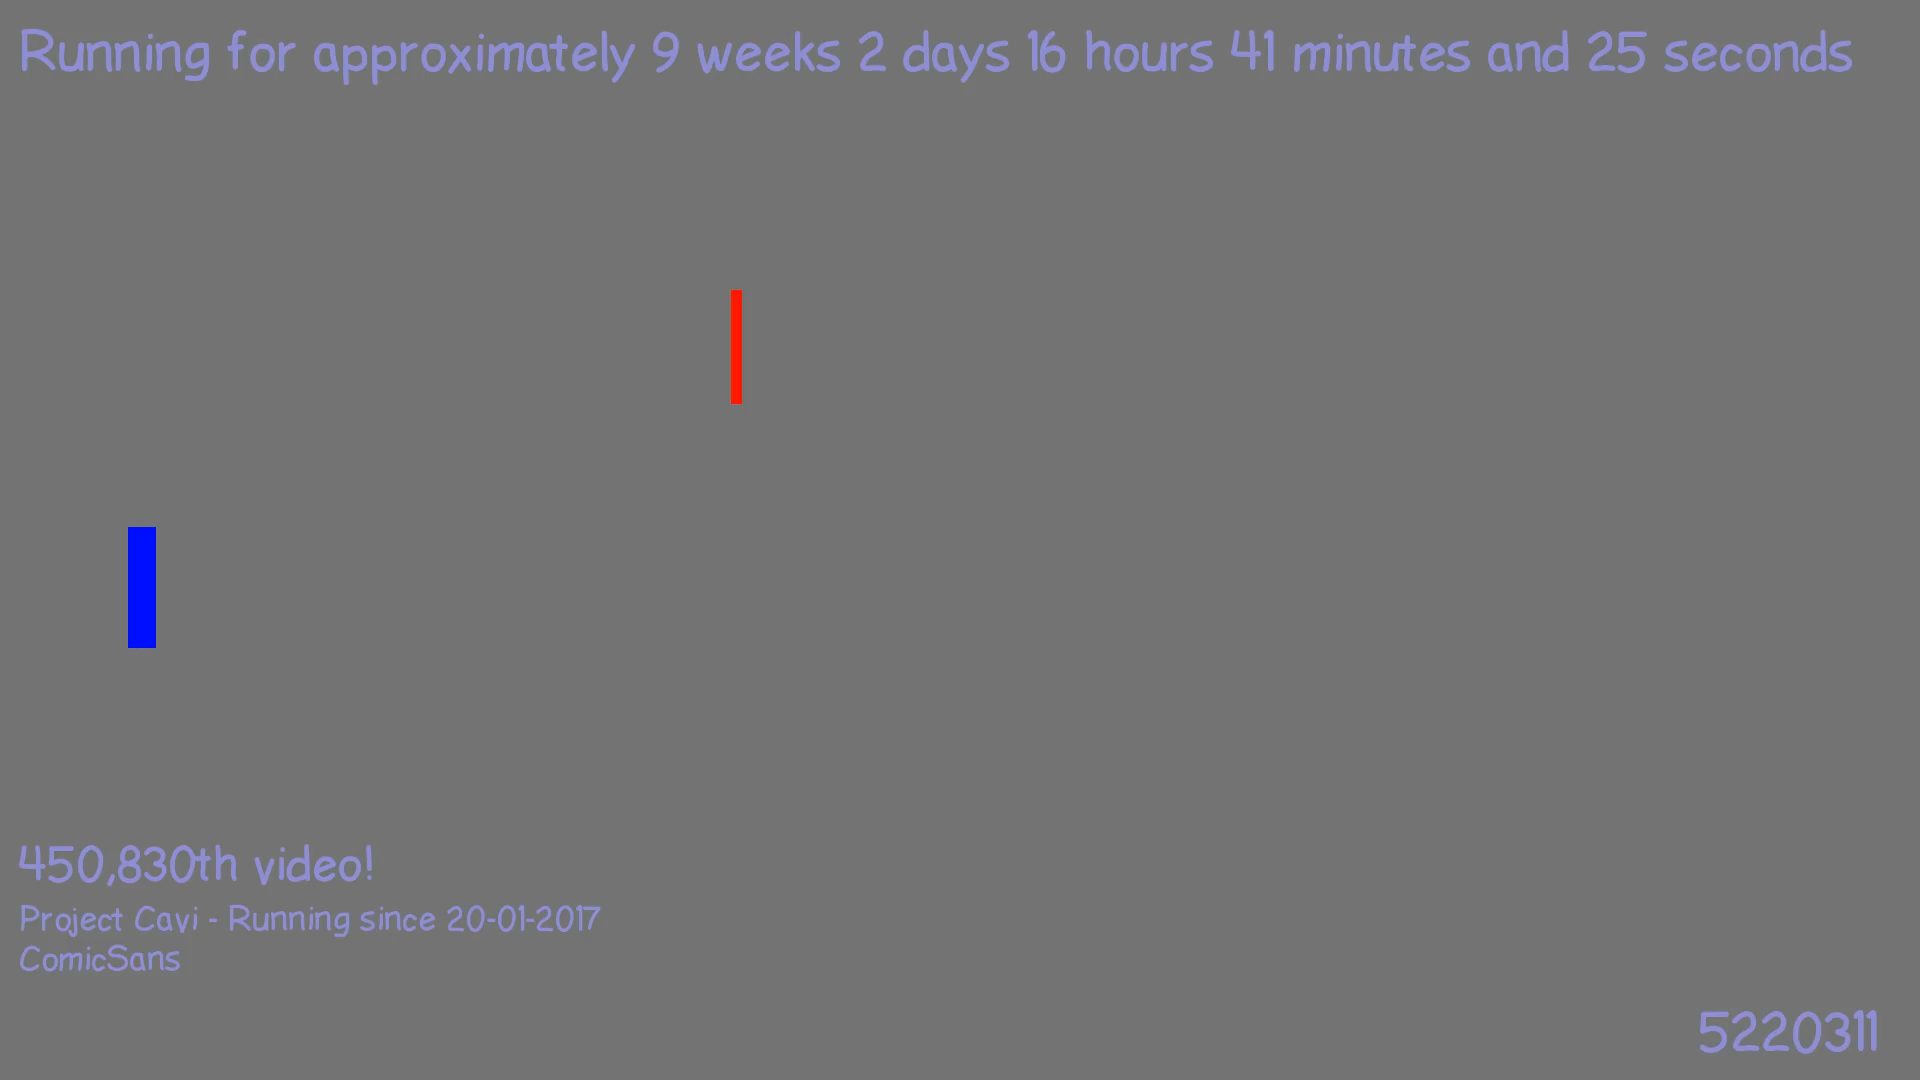 Running for approximately 9 weeks 2 days 16 hours 41 minutes and 25 seconds
450,830th video!
Project Cavi - Running since 20-01-2017
ComicSans
5220311